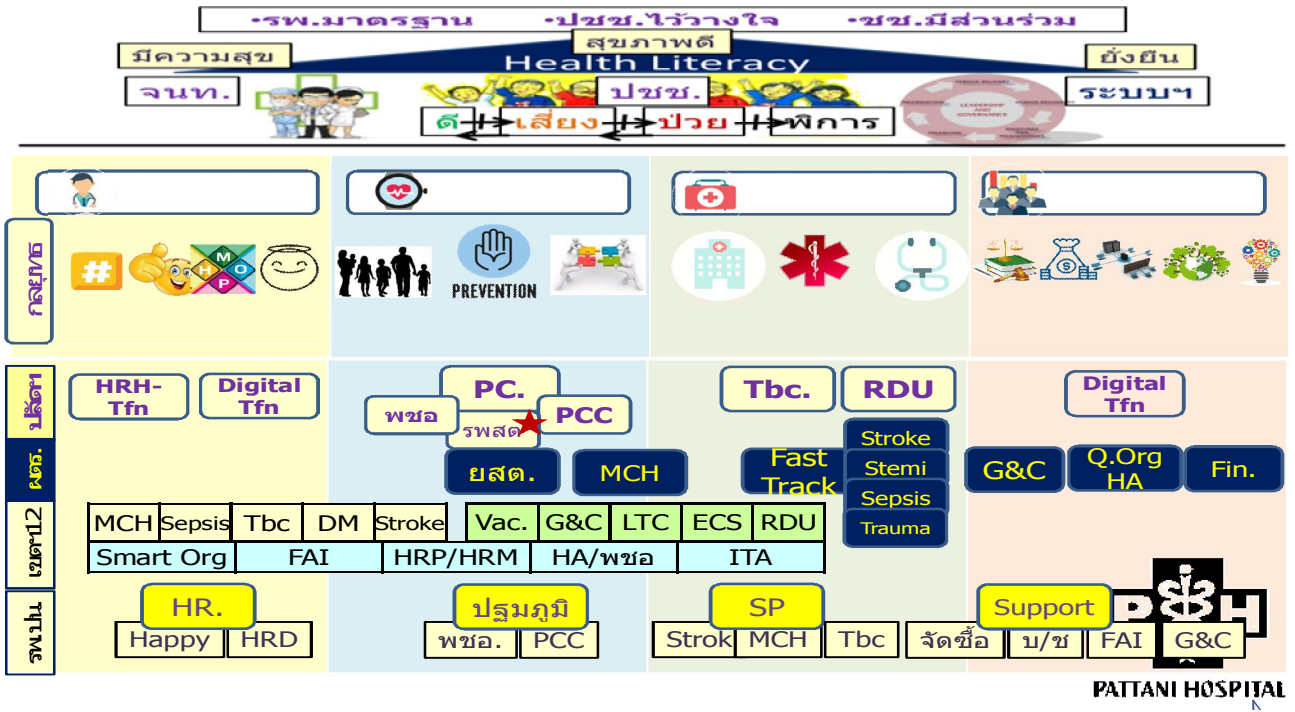 •รพ.มาตรฐาน •ปชช.ไว้วางใจ •ชช.มีส่วนร่วม
สุขภาพดี
มีความสุข
Health Literacy
ยั่งยืน
จนท.
ปชช.
ระบบฯ
LEADERSHIP
AND
GOVERNANCE
ดี เสี่ยง ป่วย พิการ
กลยุทธ
#
M
H O
P
PREVENTION
ปลัดฯ
HRH-
Tfn
Digital
Tfn
PC.
พชอ
รพสต
PCC
Tbc.
RDU
Digital
Tfn
ผตร.
ยสต.
MCH
Fast
Track
Stroke
Stemi
Sepsis
Trauma
G&C
Q.Org
HA
Fin.
เขต12
MCH Sepsis Tbc DM Stroke Vac. G&C LTC ECS RDU
Smart Org FAI HRP/HRM HA/พชอ ITA
รพ.ปน.
HR.
ปฐมภูมิ
SP
Support
Happy HRD พชอ. PCC Strok MCH Tbc จัดซื้อ บ/ช FAI G&C
PATTANI HOSPITAL